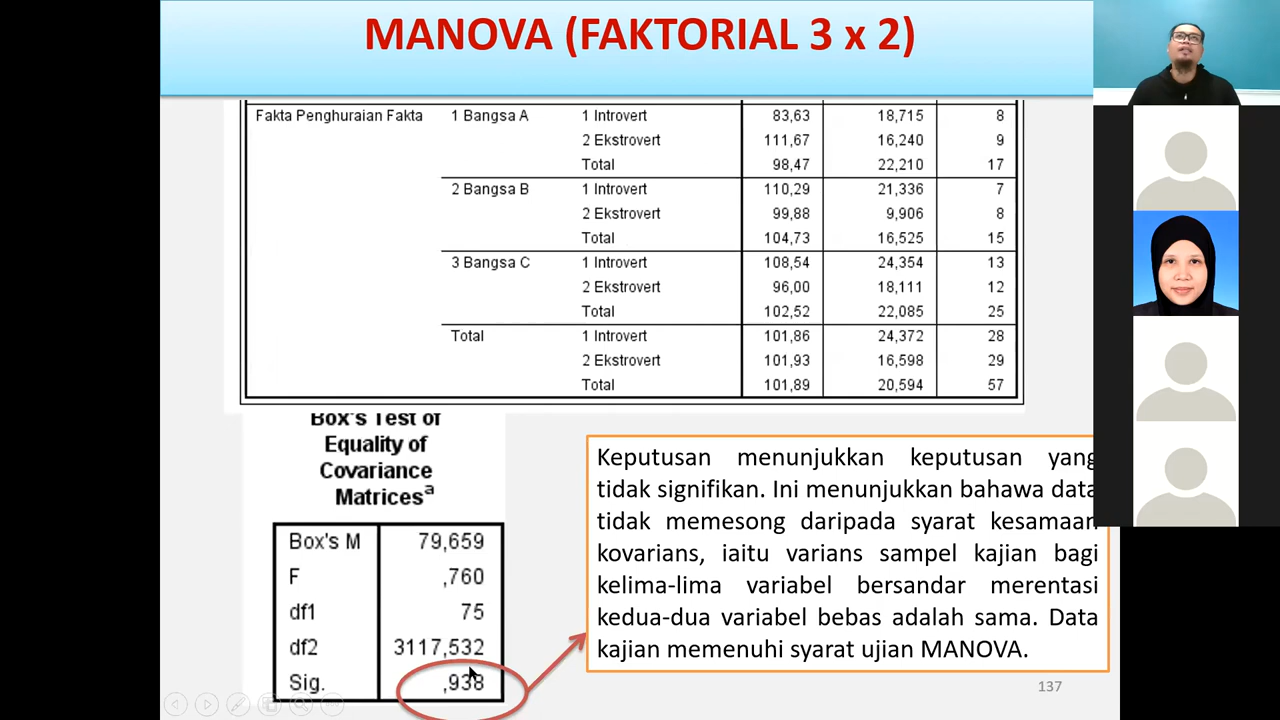 MANOVA (FAKTORIAL 3 x 2)
Fakta Penghuraian Fakta 1 Bangsa A 1 Introvert 83,63 18,715 8
2 Ekstrovert 111,67 16,240 9
Total 98,47 22,210 17
2 Bangsa B 1 Introvert 110,29 21,336 7
2 Ekstrovert 99,88 9,906 8
Total 104,73 16,525 15
3 Bangsa C 1 Introvert 108,54 24,354 13
2 Ekstrovert 96,00 18,111 12
Total 102,52 22,085 25
Total 1 Introvert 101,86 24,372 28
2 Ekstrovert 101,93 16,598 29
Total 101,89 20,594 57
Box's Test of
Equality of
Covariance
Matricesᵃ
Box's M 79,659
F ,760
df1 75
df2 3117,532
Sig. ,938
Keputusan menunjukkan keputusan yang
tidak signifikan. Ini menunjukkan bahawa data
tidak memesong daripada syarat kesamaan
kovarians, iaitu varians sampel kajian bagi
kelima-lima variabel bersandar merentasi
kedua-dua variabel bebas adalah sama. Data
kajian memenuhi syarat ujian MANOVA.
137